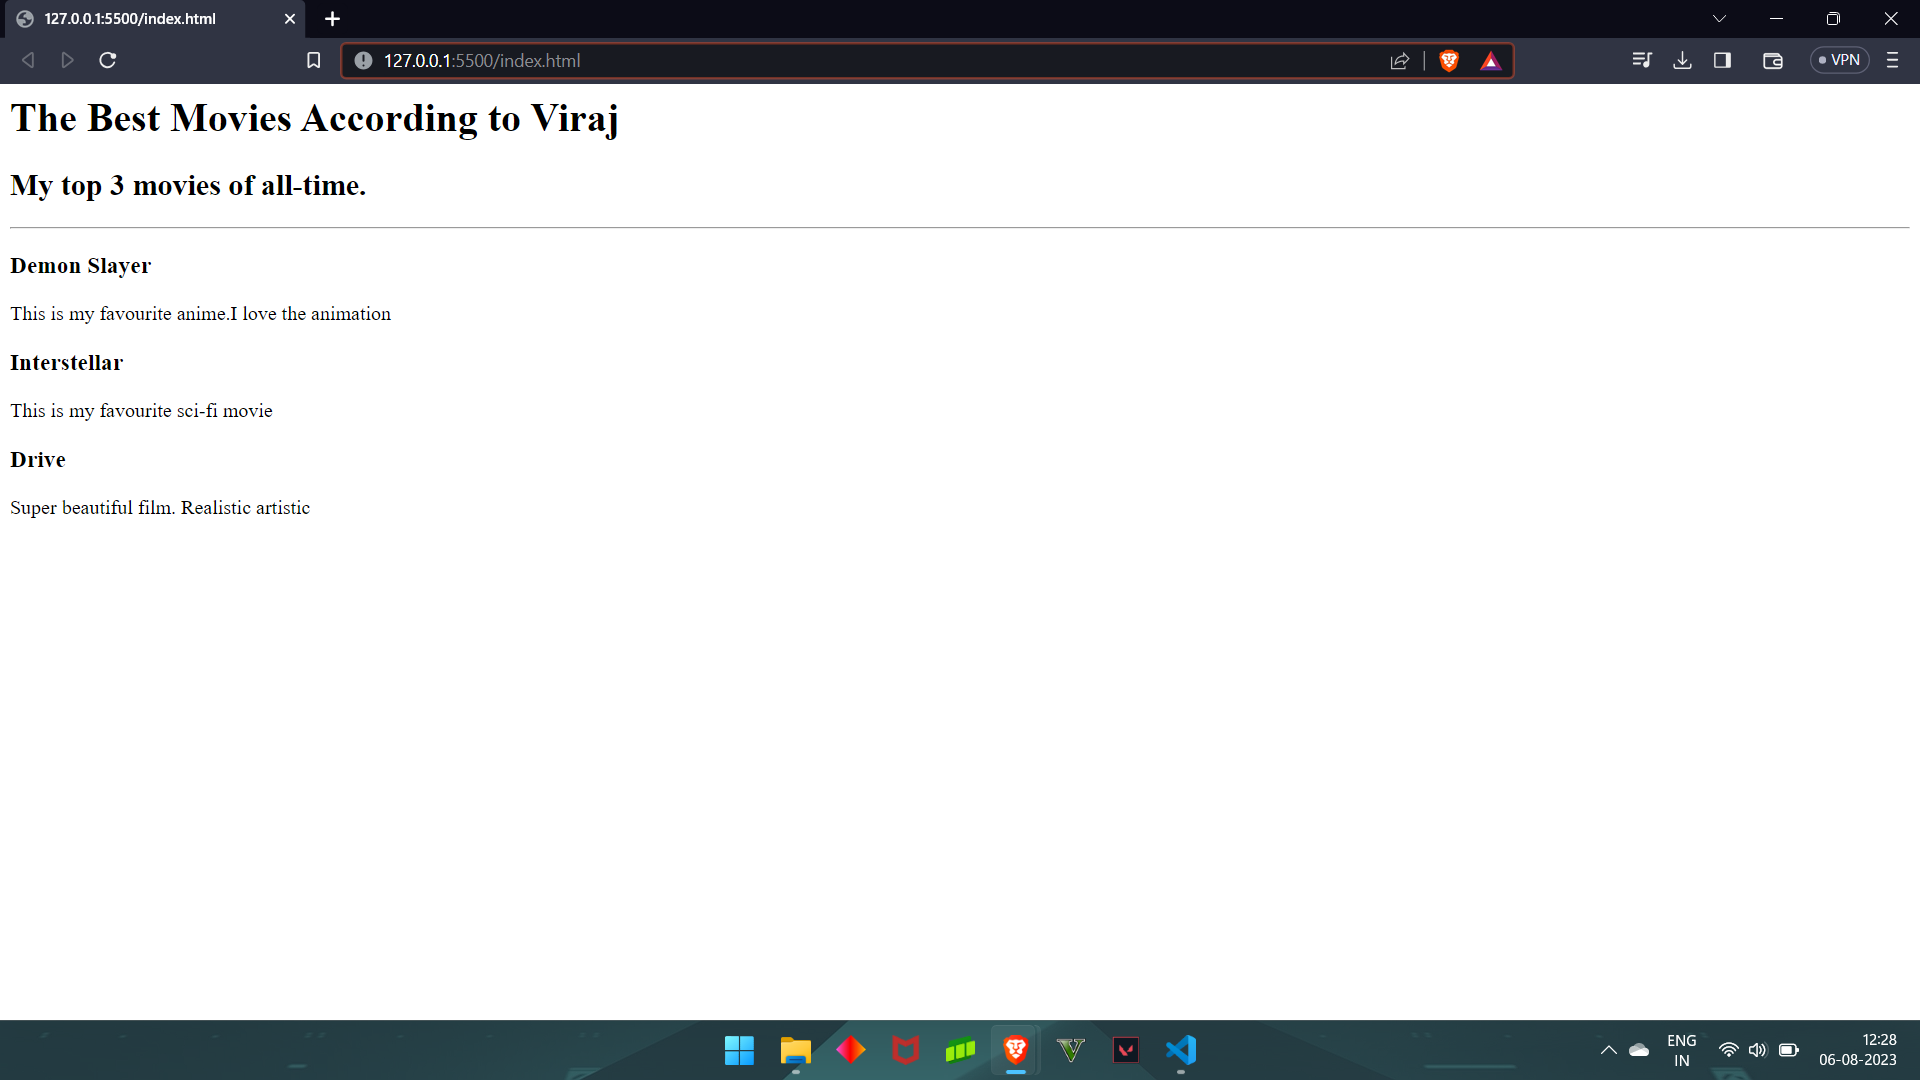 127.0.0.1:5500/index.html
127.0.0.1:5500/index.html
VPN
The Best Movies According to Viraj
My top 3 movies of all-time.
Demon Slayer
This is my favourite anime.I love the animation
Interstellar
This is my favourite sci-fi movie
Drive
Super beautiful film. Realistic artistic
ENG
IN
12:28
06-08-2023